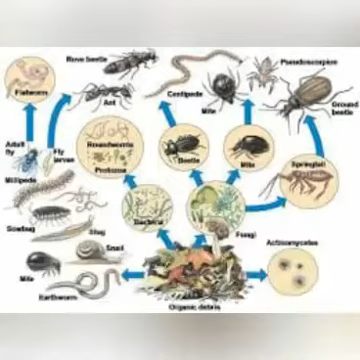 Rove beetle
Pseudoscorpion
Flatworm
Ant
Centipede
Mite
Ground
beetle
Adult
fly
Fly
larvae
Roundworms
Protozoa
Beetle
Mite
Springtail
Millipede
Bacteria
Sowbug
Slug
Fungi
Actinomycetes
Snail
Mite
Earthworm
Organic debris